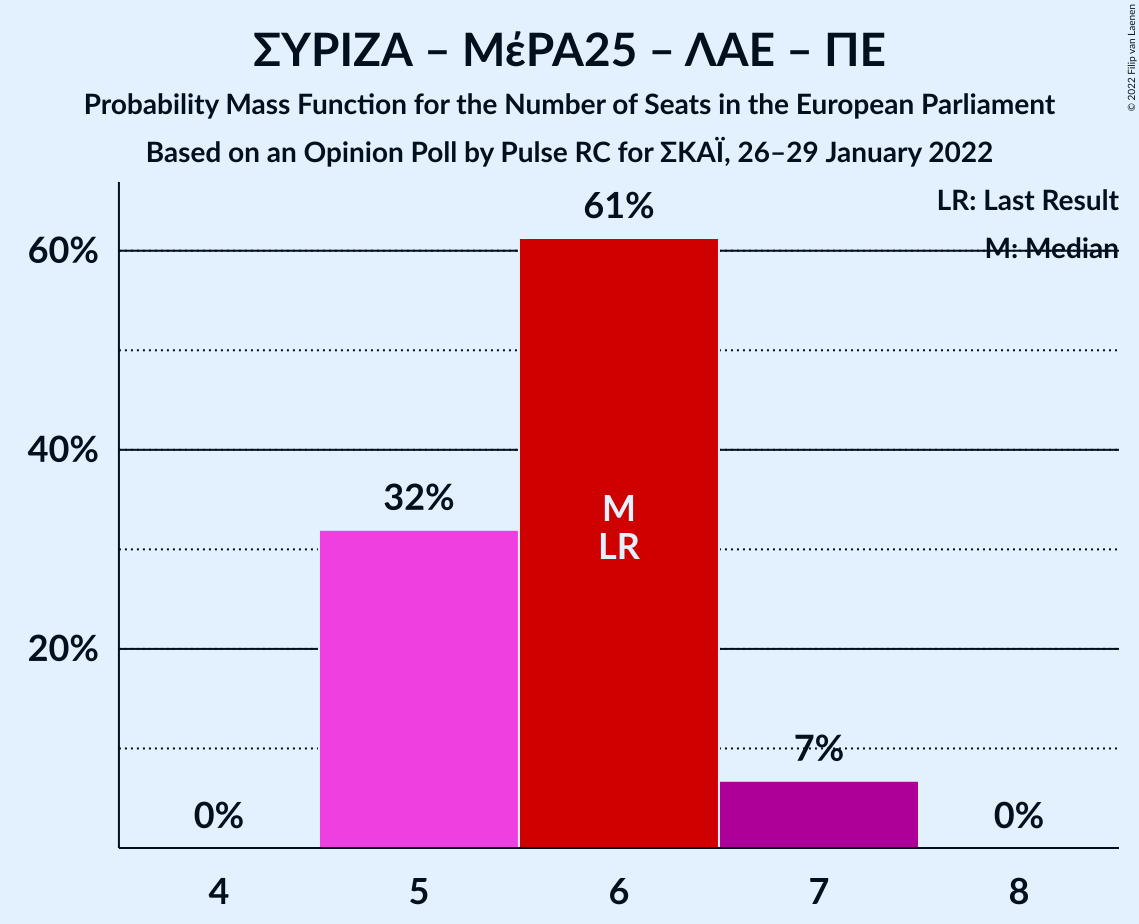 ΣΥΡΙΖΑ – ΜέΡΑ25 – ΛΑΕ – ΠΕ
Probability Mass Function for the Number of Seats in the European Parliament
Based on an Opinion Poll by Pulse RC for ΣΚΑΪ, 26–29 January 2022
© 2022 Filip van Laenen
LR: Last Result
M: Median
60%
40%
20%
0%
32%
61%
M
LR
7%
0%
4
5
6
7
8